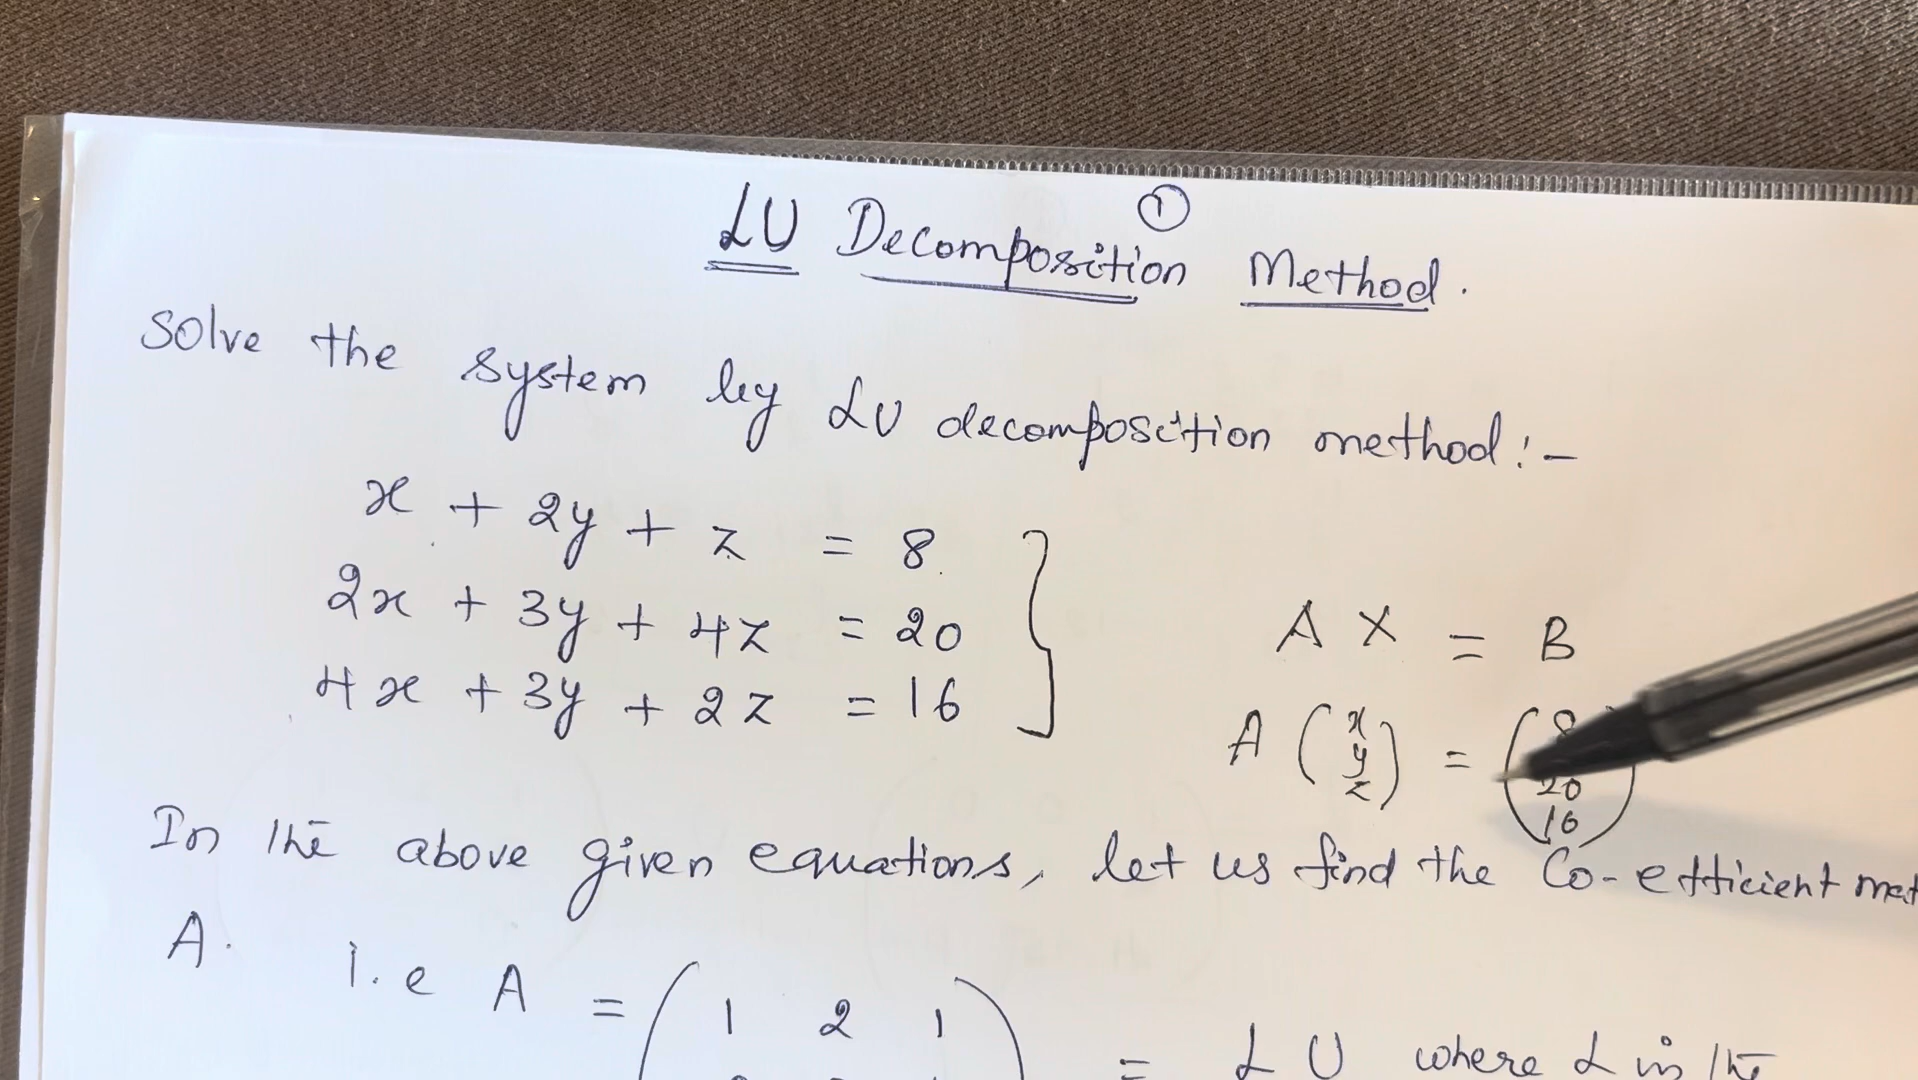 1
LU Decomposition Method.
Solve the system by LU decomposition method:-
x + 2y + z = 8
2x + 3y + 4z = 20
4x + 3y + 2z = 16
A X = B
A (x y z) = (8 20 16)
In the above given equations, let us find the Co-efficient
A. i.e A = (1 2 1
= LU where L is the